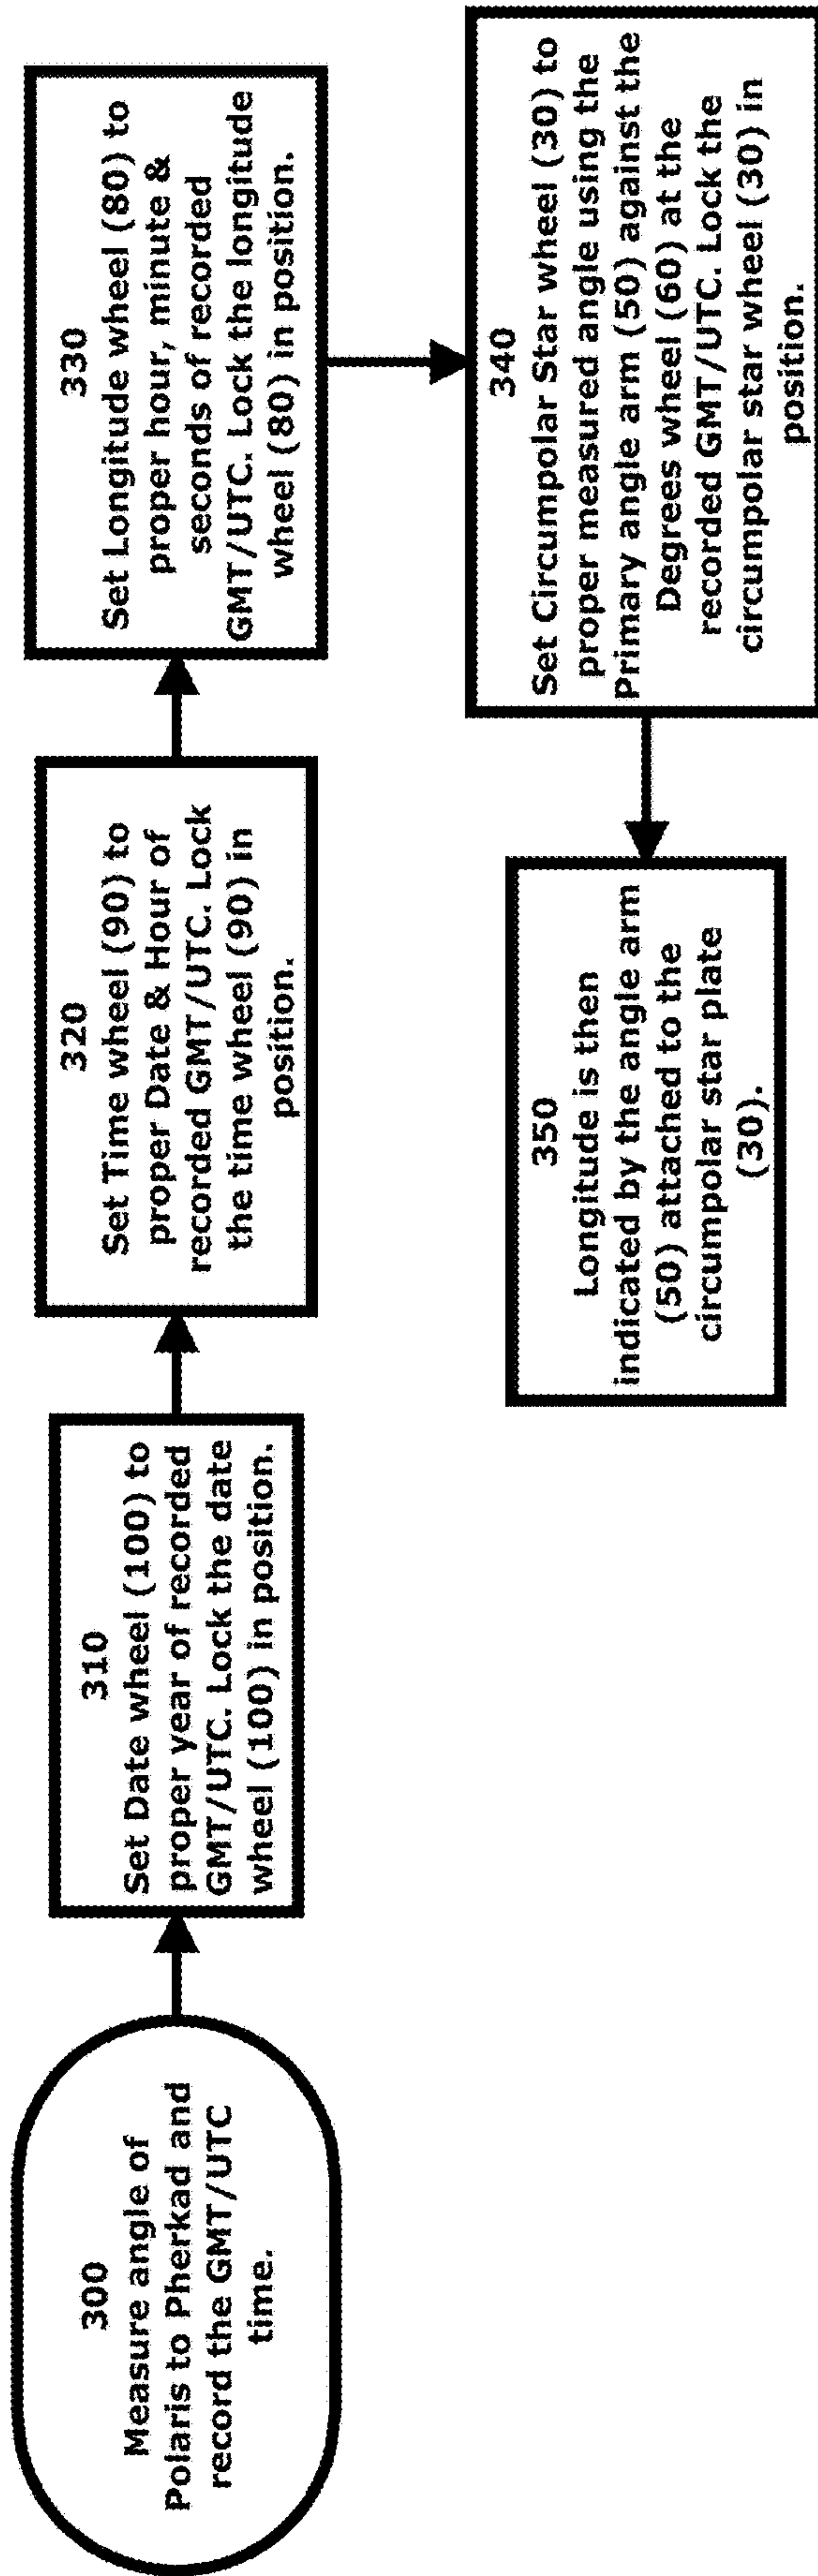 300
Measure angle of
Polaris to Pherkad and
record the GMT/UTC
time.
310
Set Date wheel (100) to
proper year of recorded
GMT/UTC. Lock the date
wheel (100) in position.
320
Set Time wheel (90) to
proper Date & Hour of
recorded GMT/UTC. Lock
the time wheel (90) in
position.
330
Set Longitude wheel (80) to
proper hour, minute &
seconds of recorded
GMT/UTC. Lock the longitude
wheel (80) in position.
340
Set Circumpolar Star wheel (30) to
proper measured angle using the
Primary angle arm (50) against the
Degrees wheel (60) at the
recorded GMT/UTC. Lock the
circumpolar star wheel (30) in
position.
350
Longitude is then
indicated by the angle arm
(50) attached to the
circumpolar star plate
(30).